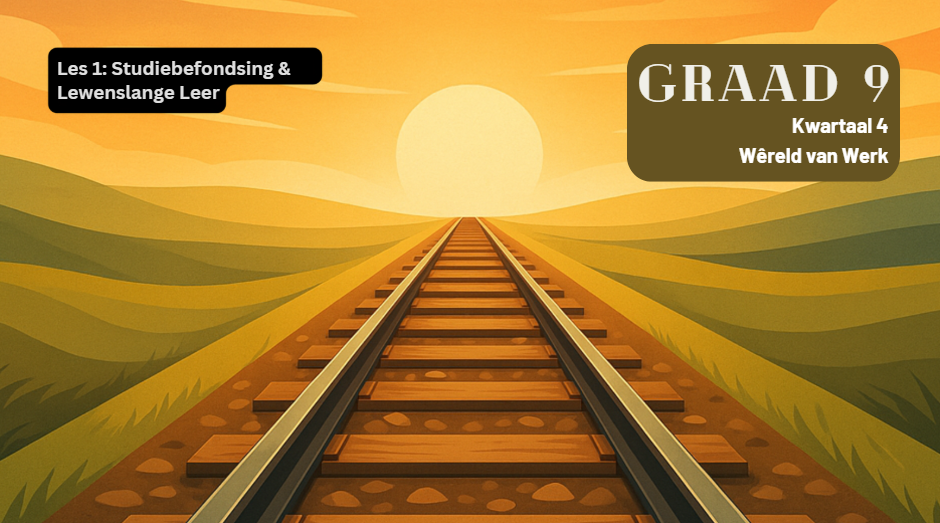 Les 1: Studiebefondsing &
Lewenslange Leer
GRAAD 9
Kwartaal 4
Wêreld van Werk